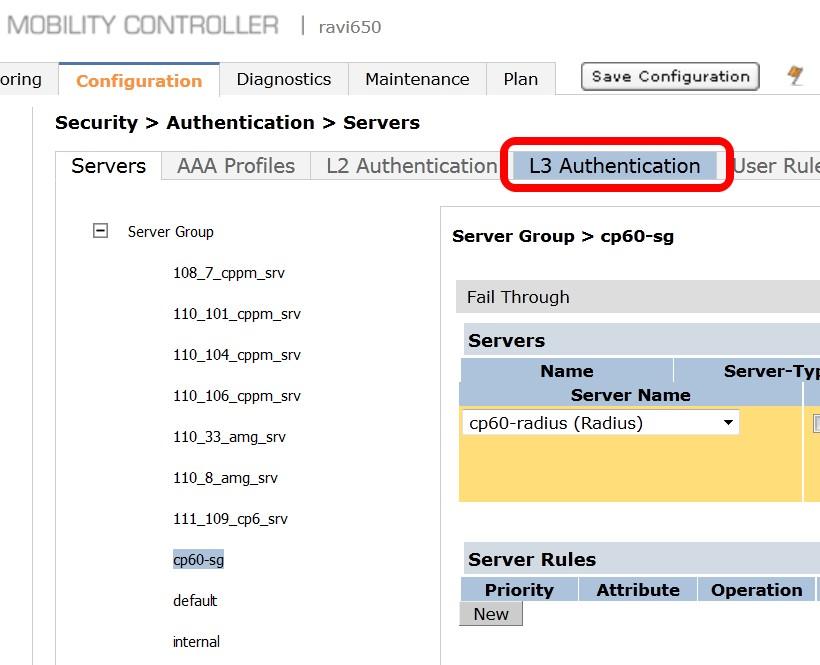 MOBILITY CONTROLLER | ravi650
oring Configuration Diagnostics Maintenance Plan Save Configuration
Security > Authentication > Servers
Servers AAA Profiles L2 Authentication L3 Authentication User Rule
Server Group
108_7_cppm_srv
110_101_cppm_srv
110_104_cppm_srv
110_106_cppm_srv
110_33_amg_srv
110_8_amg_srv
111_109_cp6_srv
cp60-sg
default
internal
Server Group > cp60-sg
Fail Through
Servers
Name Server-Typ
Server Name
cp60-radius (Radius)
Server Rules
Priority Attribute Operation
New